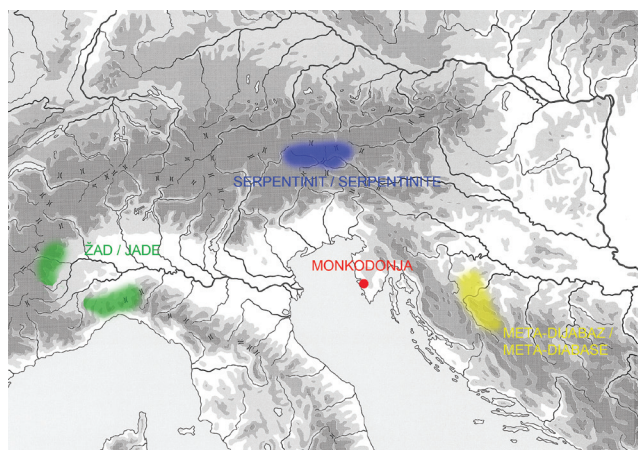 SERPENTINIT / SERPENTINITE
ŽAD / JADE
MONKODONJA
META-DIJABAZ /
META-DIABASE